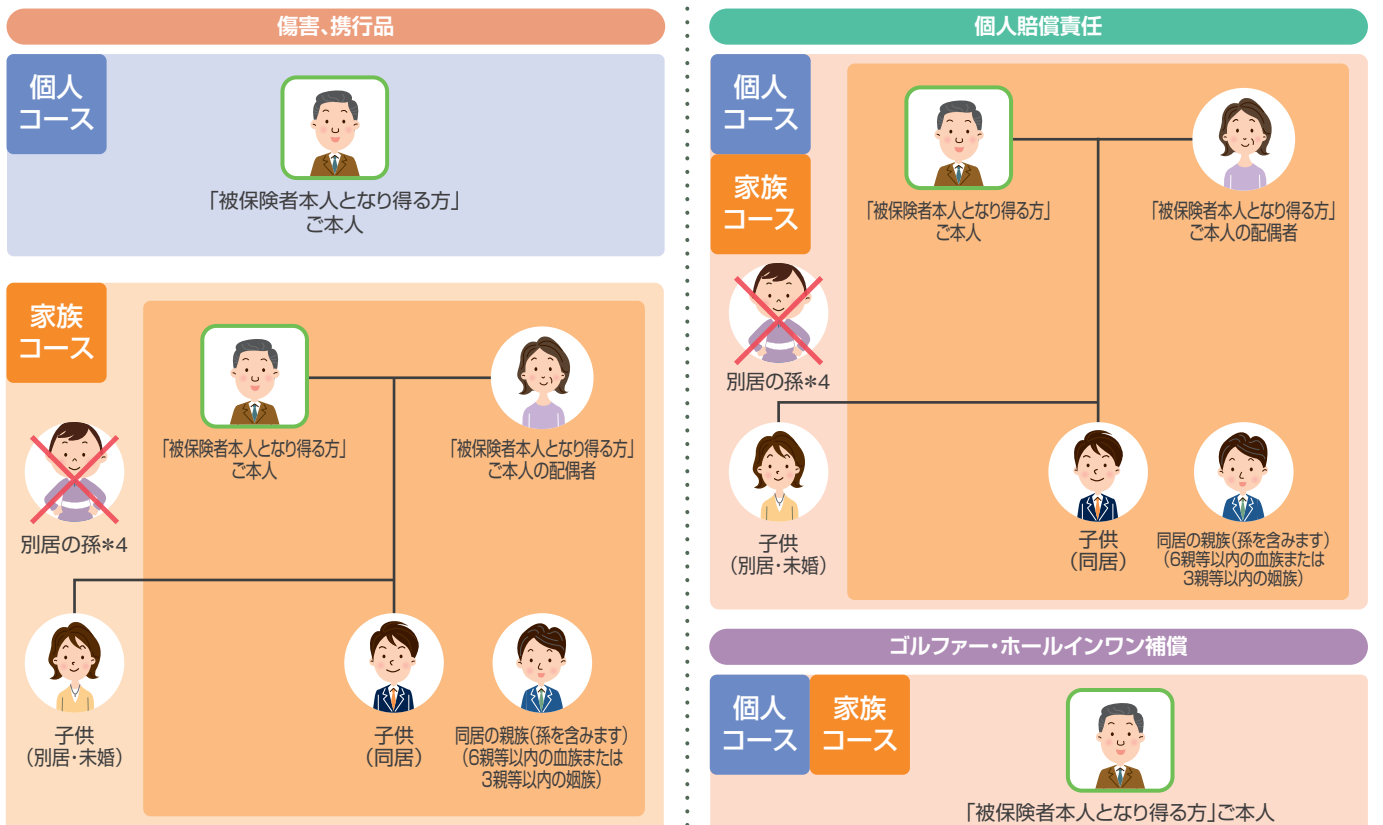 傷害、携行品
個人
コース
「被保険者本人となり得る方」
ご本人
家族
コース
「被保険者本人となり得る方」
ご本人
「被保険者本人となり得る方」
ご本人の配偶者
別居の孫*4
子供
(別居・未婚)
子供
(同居)
同居の親族(孫を含みます)
(6親等以内の血族または
3親等以内の姻族)
個人賠償責任
個人
コース
家族
コース
「被保険者本人となり得る方」
ご本人
「被保険者本人となり得る方」
ご本人の配偶者
別居の孫*4
子供
(別居・未婚)
子供
(同居)
同居の親族(孫を含みます)
(6親等以内の血族または
3親等以内の姻族)
ゴルファー・ホールインワン補償
個人
コース
家族
コース
「被保険者本人となり得る方」ご本人